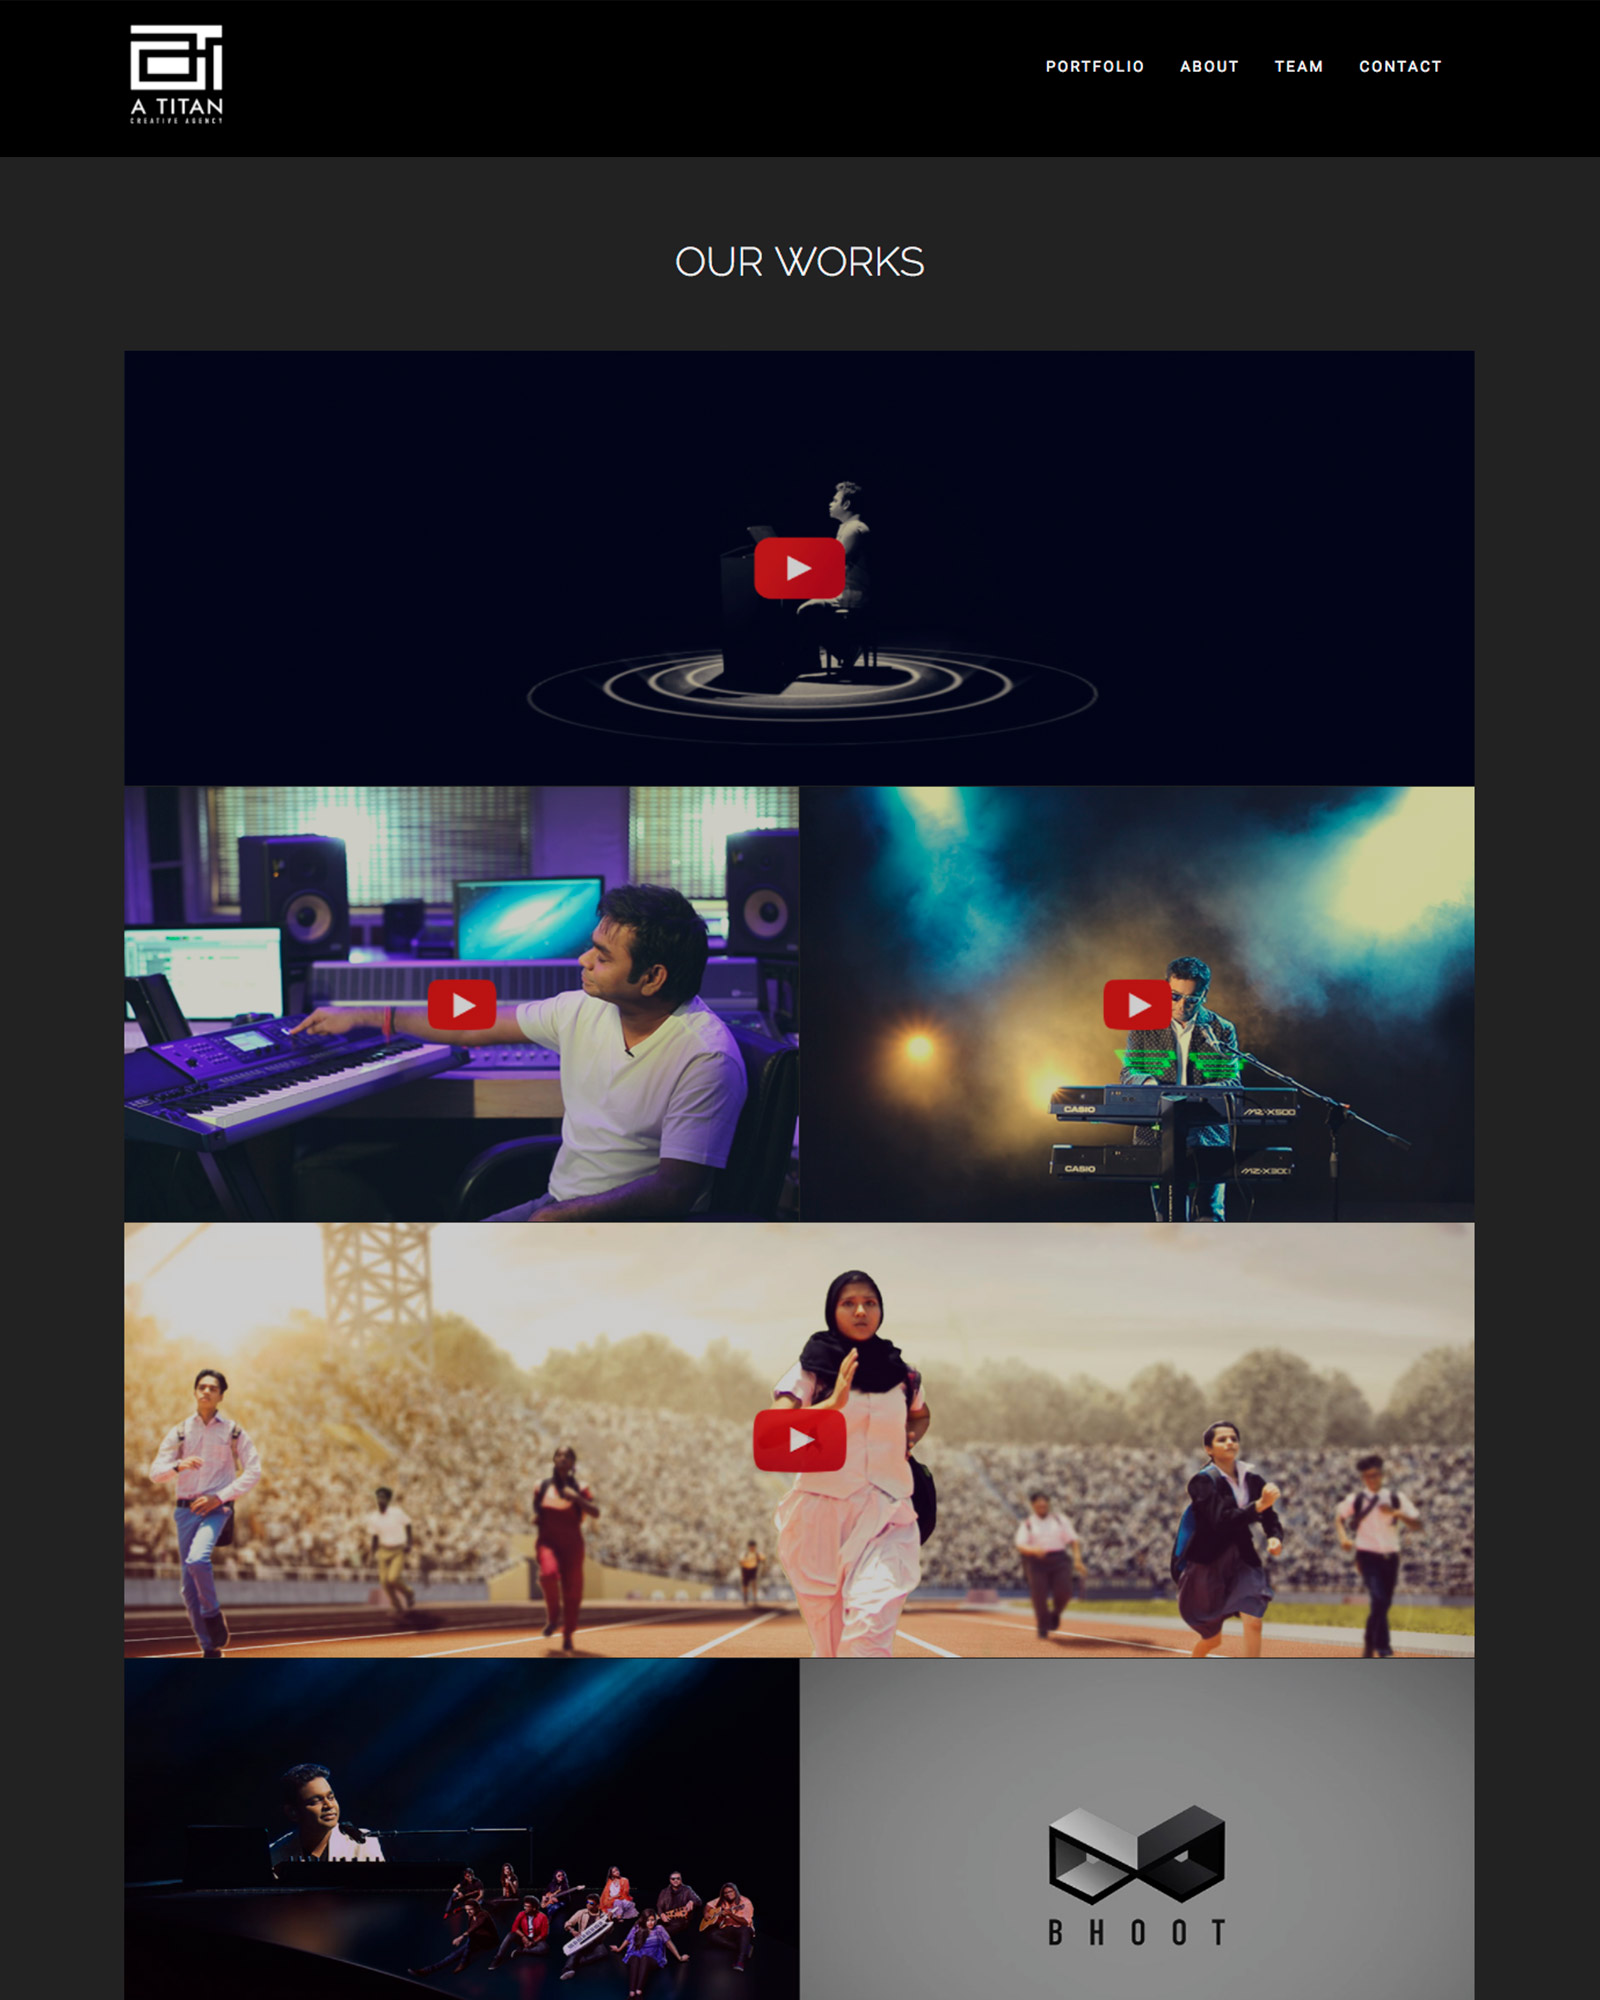 A TITAN
CREATIVE AGENCY
PORTFOLIO ABOUT TEAM CONTACT
OUR WORKS
CASIO MZ-X500
CASIO MZ-X300
BHOOT